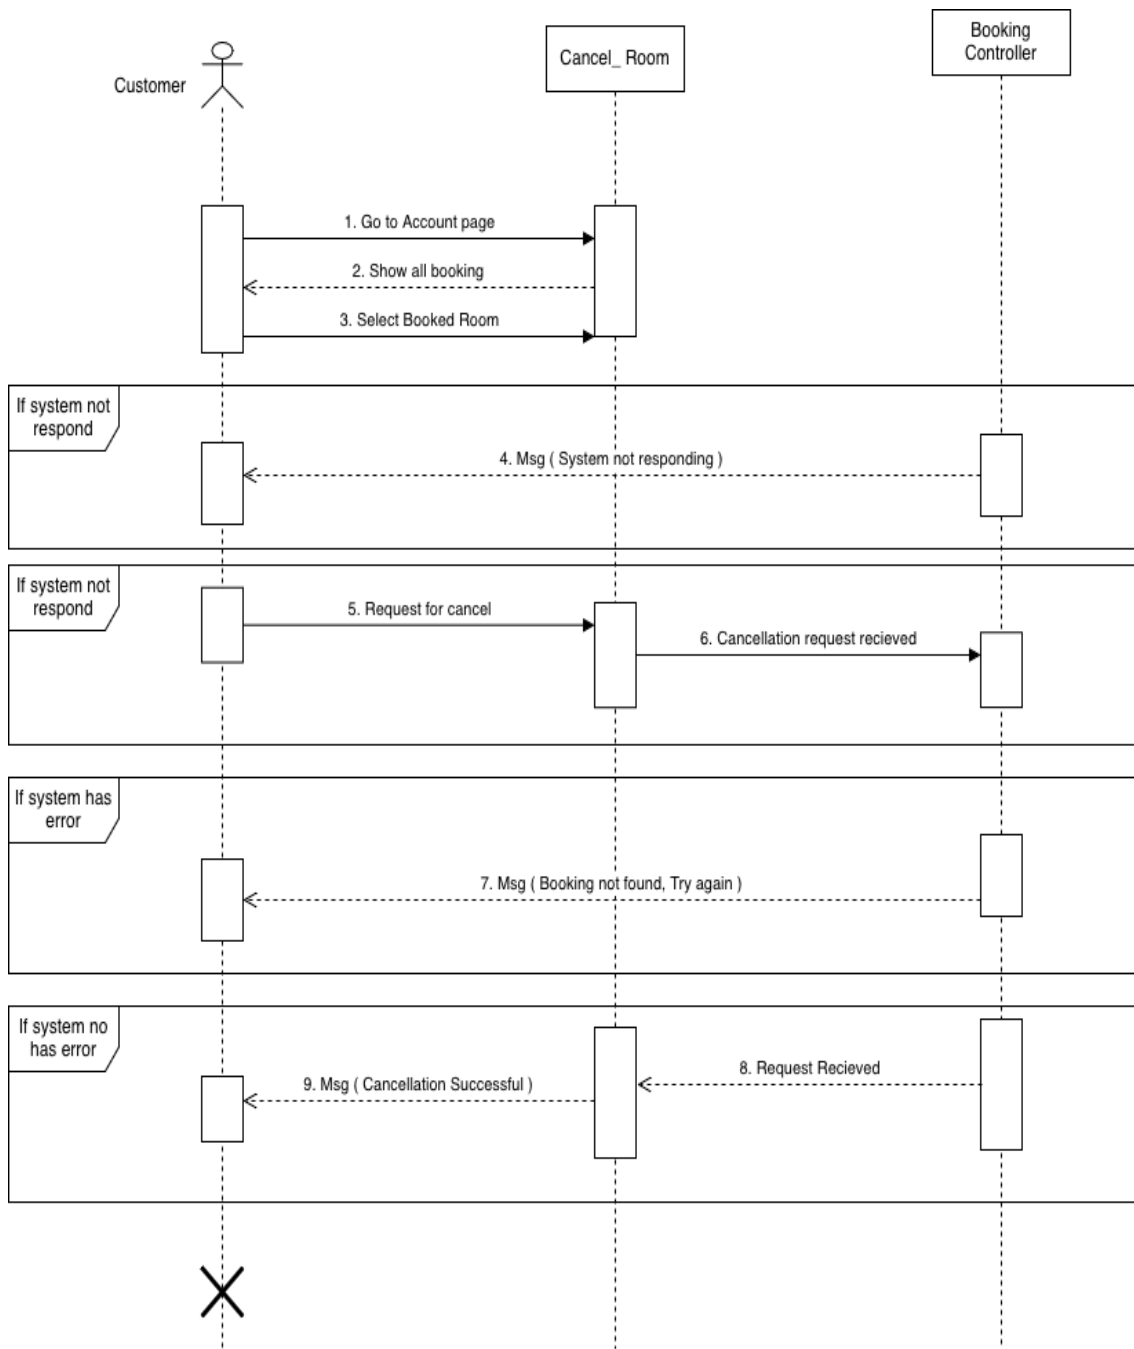 Booking
Controller
Cancel_ Room
Customer
1. Go to Account page
2. Show all booking
3. Select Booked Room
If system not
respond
4. Msg ( System not responding )
If system not
respond
5. Request for cancel
6. Cancellation request recieved
If system has
error
7. Msg ( Booking not found, Try again )
If system no
has error
8. Request Recieved
9. Msg ( Cancellation Successful )